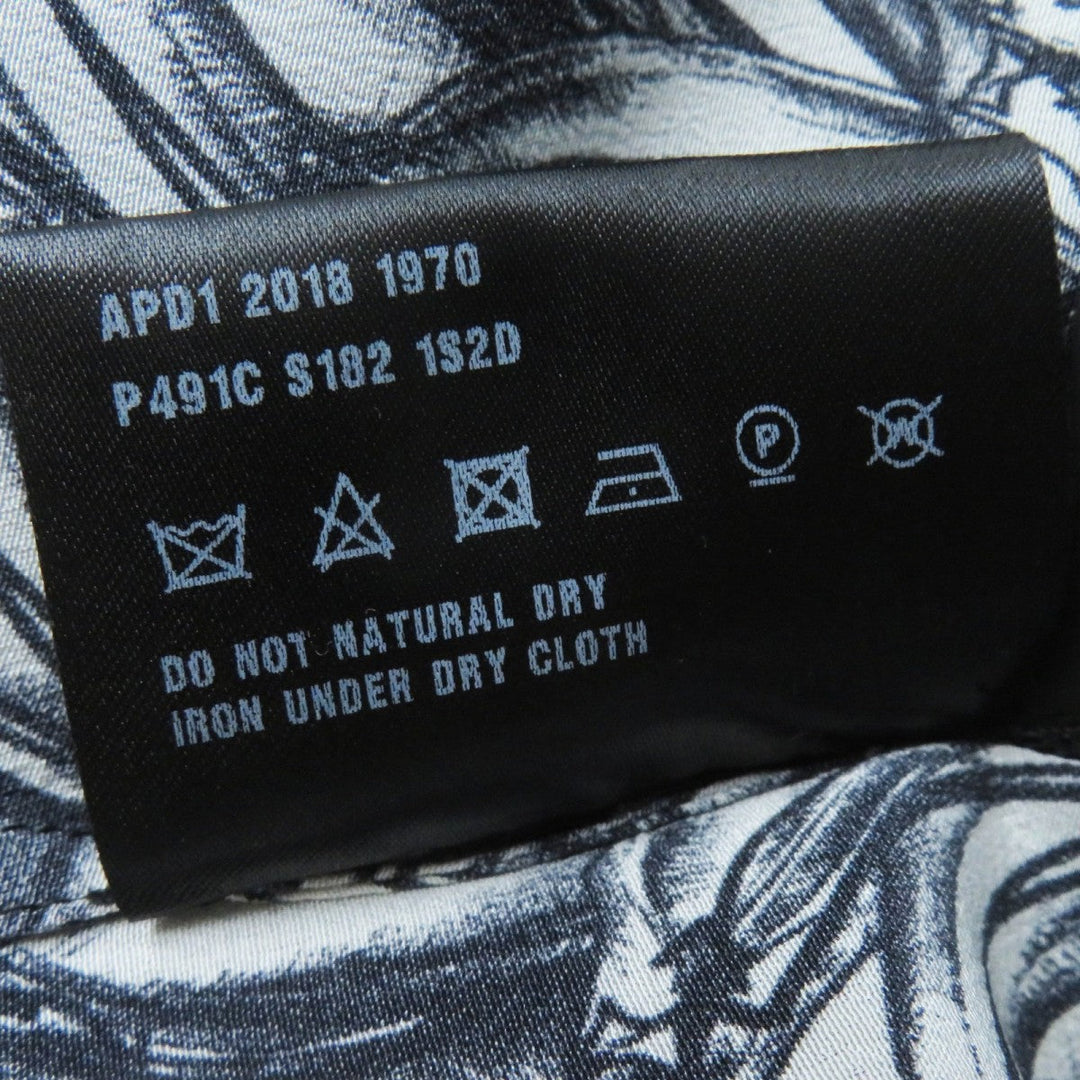 APD1 2018 1970
P491C S182 1S2D
P W
DO NOT NATURAL DRY
IRON UNDER DRY CLOTH